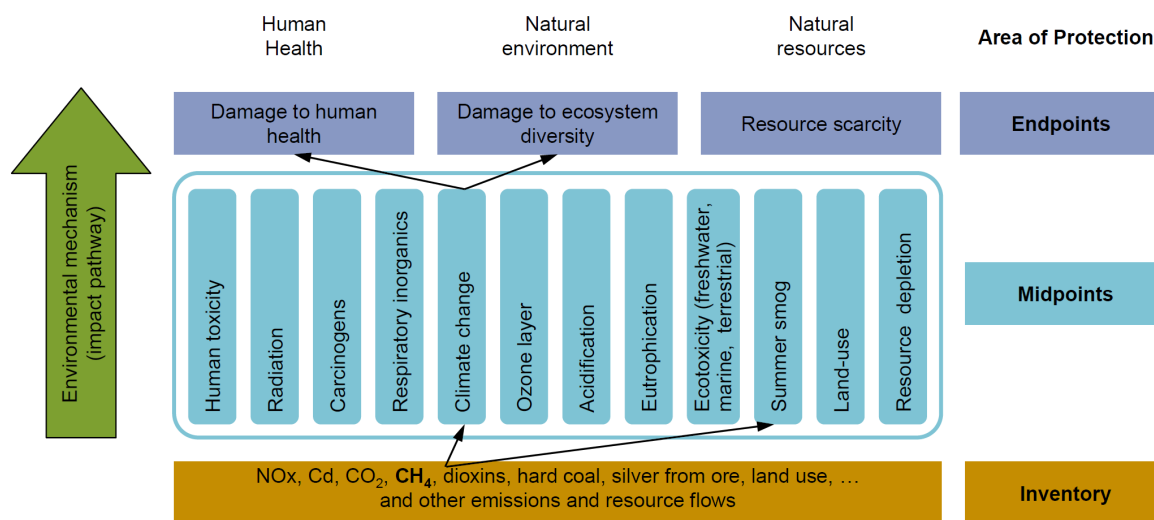 Human
Health
Natural
environment
Natural
resources
Area of Protection
Damage to human
health
Damage to ecosystem
diversity
Resource scarcity
Endpoints
Environmental mechanism
(impact pathway)
Human toxicity
Radiation
Carcinogens
Respiratory inorganics
Climate change
Ozone layer
Acidification
Eutrophication
Ecotoxicity (freshwater,
marine, terrestrial)
Summer smog
Land-use
Resource depletion
Midpoints
NOx, Cd, CO₂, CH₄, dioxins, hard coal, silver from ore, land use, …
and other emissions and resource flows
Inventory